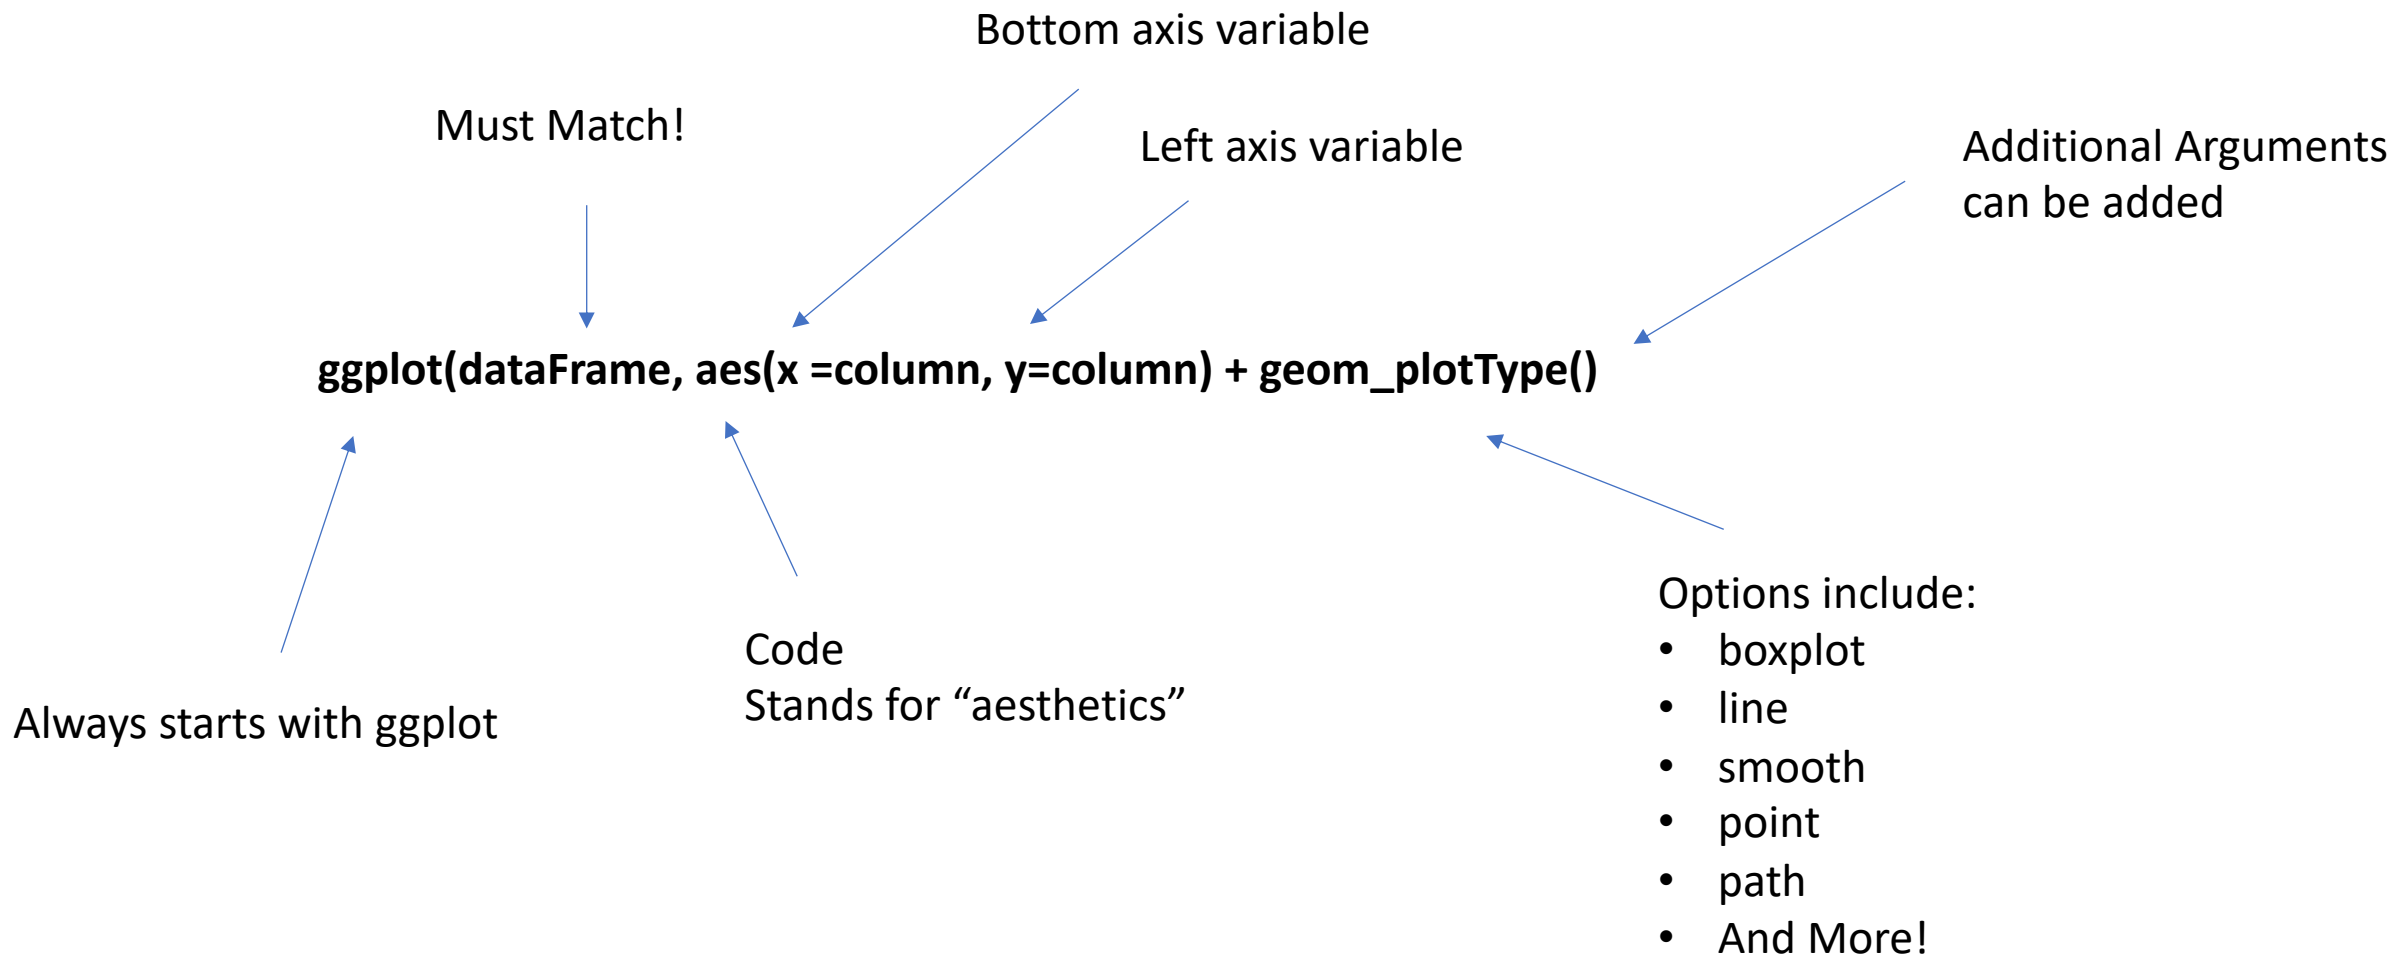 Bottom axis variable
Must Match!
Left axis variable
Additional Arguments
can be added
ggplot(dataFrame, aes(x =column, y=column) + geom_plotType()
Always starts with ggplot
Code
Stands for “aesthetics”
Options include:
• boxplot
• line
• smooth
• point
• path
• And More!